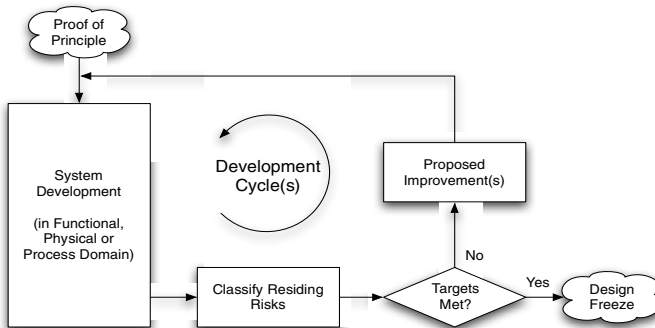 Proof of
Principle
System
Development
(in Functional,
Physical or
Process Domain)
Development
Cycle(s)
Proposed
Improvement(s)
No
Classify Residing
Risks
Targets
Met?
Yes
Design
Freeze